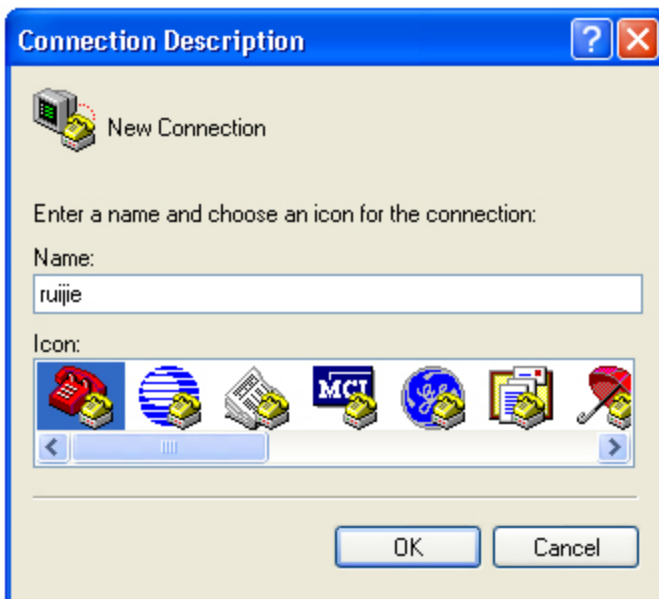 Connection Description
New Connection
Enter a name and choose an icon for the connection:
Name:
ruijie
Icon:
MCI
OK
Cancel